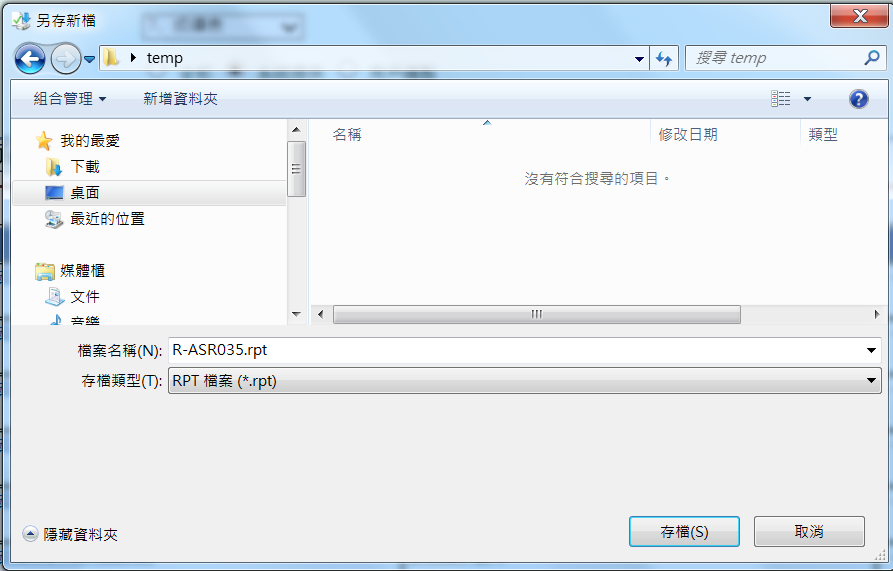 另存新檔
temp
搜尋 temp
組合管理 新增資料夾
我的最愛
下載
桌面
最近的位置
媒體櫃
文件
音樂
名稱 修改日期 類型
沒有符合搜尋的項目。
檔案名稱(N): R-ASR035.rpt
存檔類型(T): RPT 檔案 (*.rpt)
隱藏資料夾 存檔(S) 取消